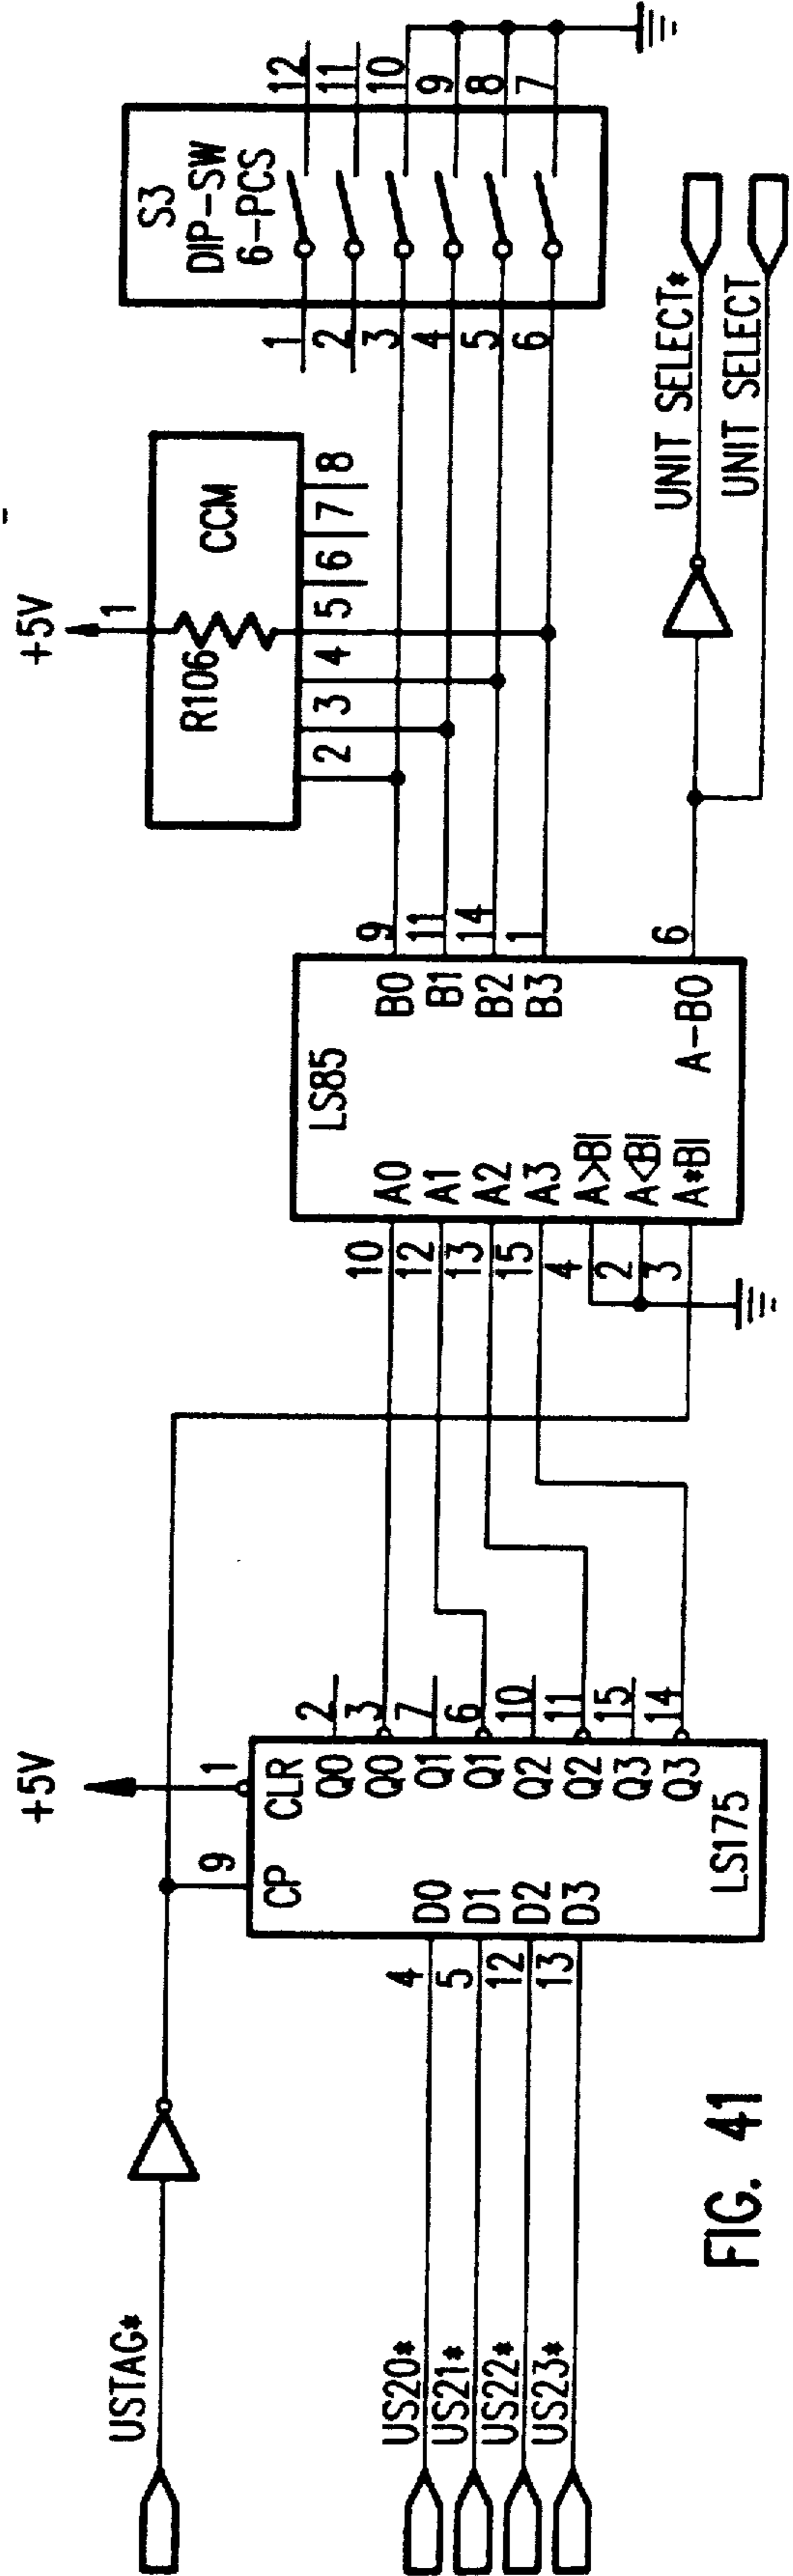 USTAG*
US20*
US21*
US22*
US23*
FIG. 41
+5V
9
1
CP
CLR
4
5
12
13
D0
D1
D2
D3
Q0
Q0
Q1
Q1
Q2
Q2
Q3
Q3
2
3
7
6
10
11
15
14
LS175
LS85
10
12
13
15
4
2
3
A0
A1
A2
A3
A>BI
A<BI
A*BI
B0
B1
B2
B3
A-B0
9
11
14
1
6
+5V
1
R106
CCM
2
3
4
5
6
7
8
S3
DIP-SW
6-PCS
1
2
3
4
5
6
12
11
10
9
8
7
UNIT SELECT*
UNIT SELECT